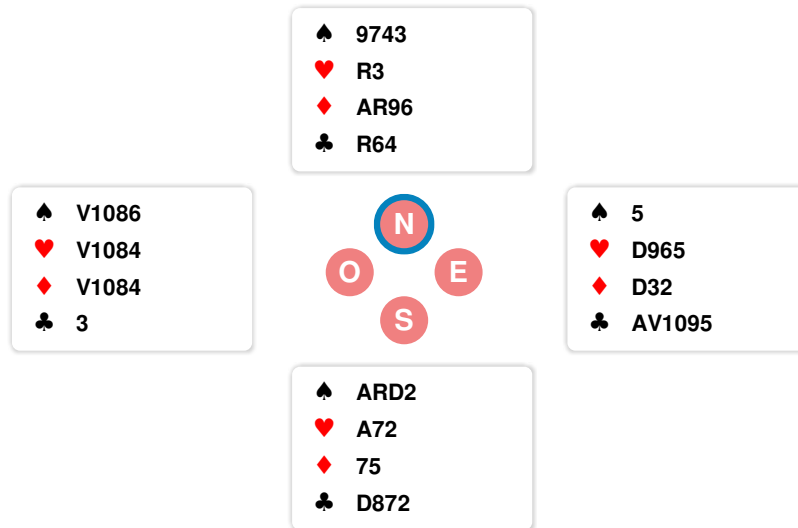 ♠ 9743
♥ R3
♦ AR96
♣ R64
♠ V1086
♥ V1084
♦ V1084
♣ 3
N
O E
S
♠ 5
♥ D965
♦ D32
♣ AV1095
♠ ARD2
♥ A72
♦ 75
♣ D872